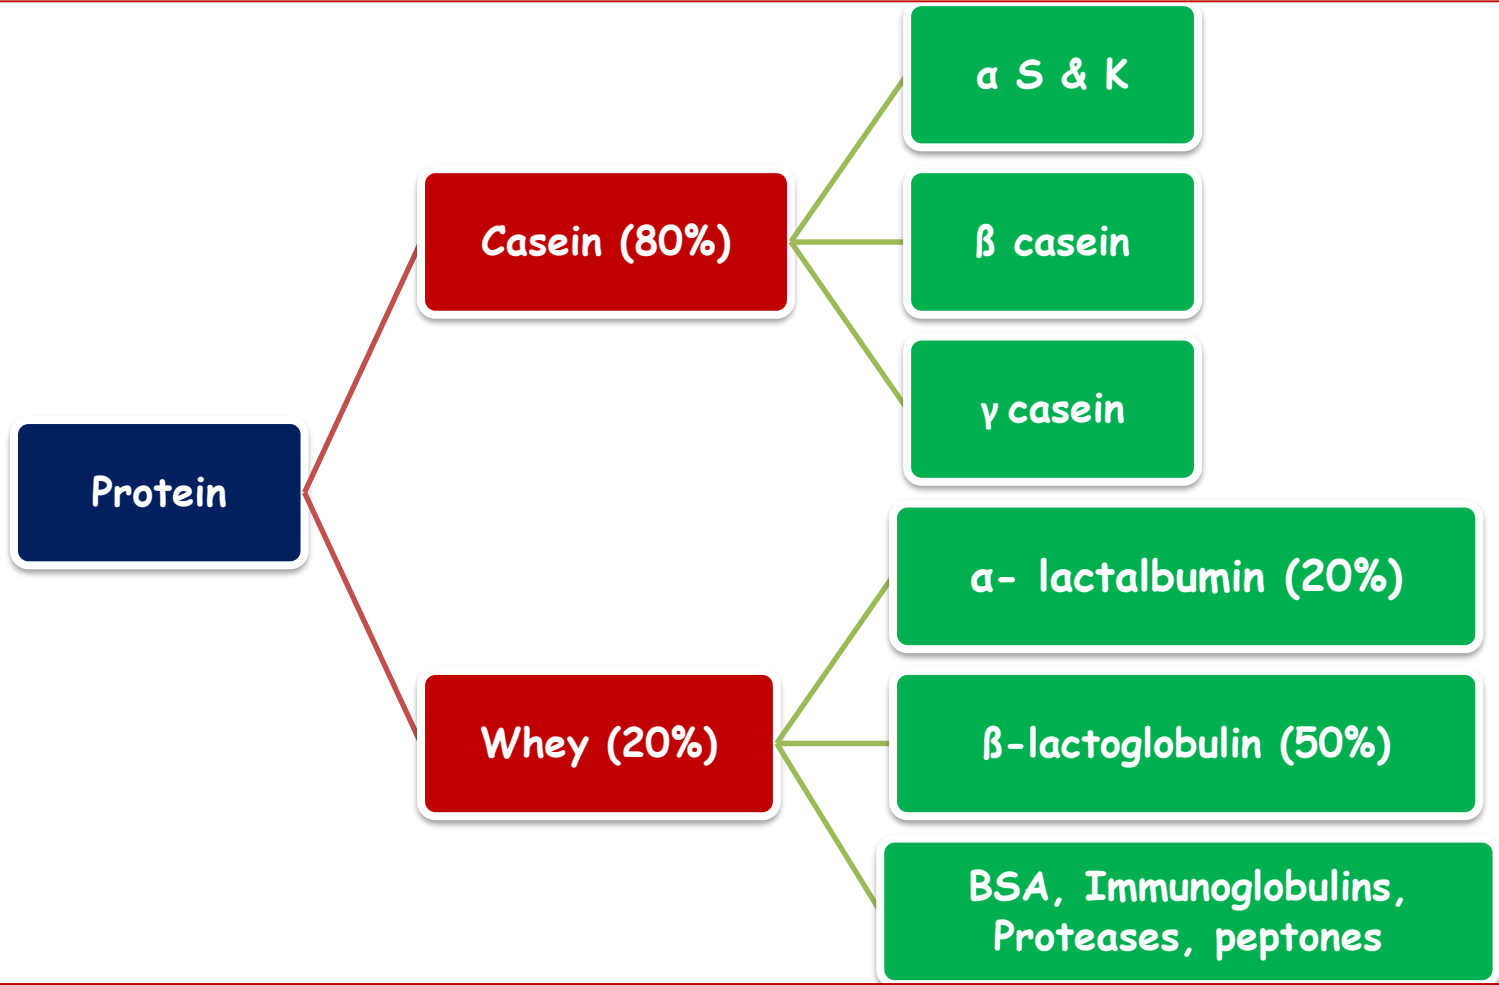 α S & K
Casein (80%)
ß casein
γ casein
Protein
α- lactalbumin (20%)
Whey (20%)
ß-lactoglobulin (50%)
BSA, Immunoglobulins,
Proteases, peptones